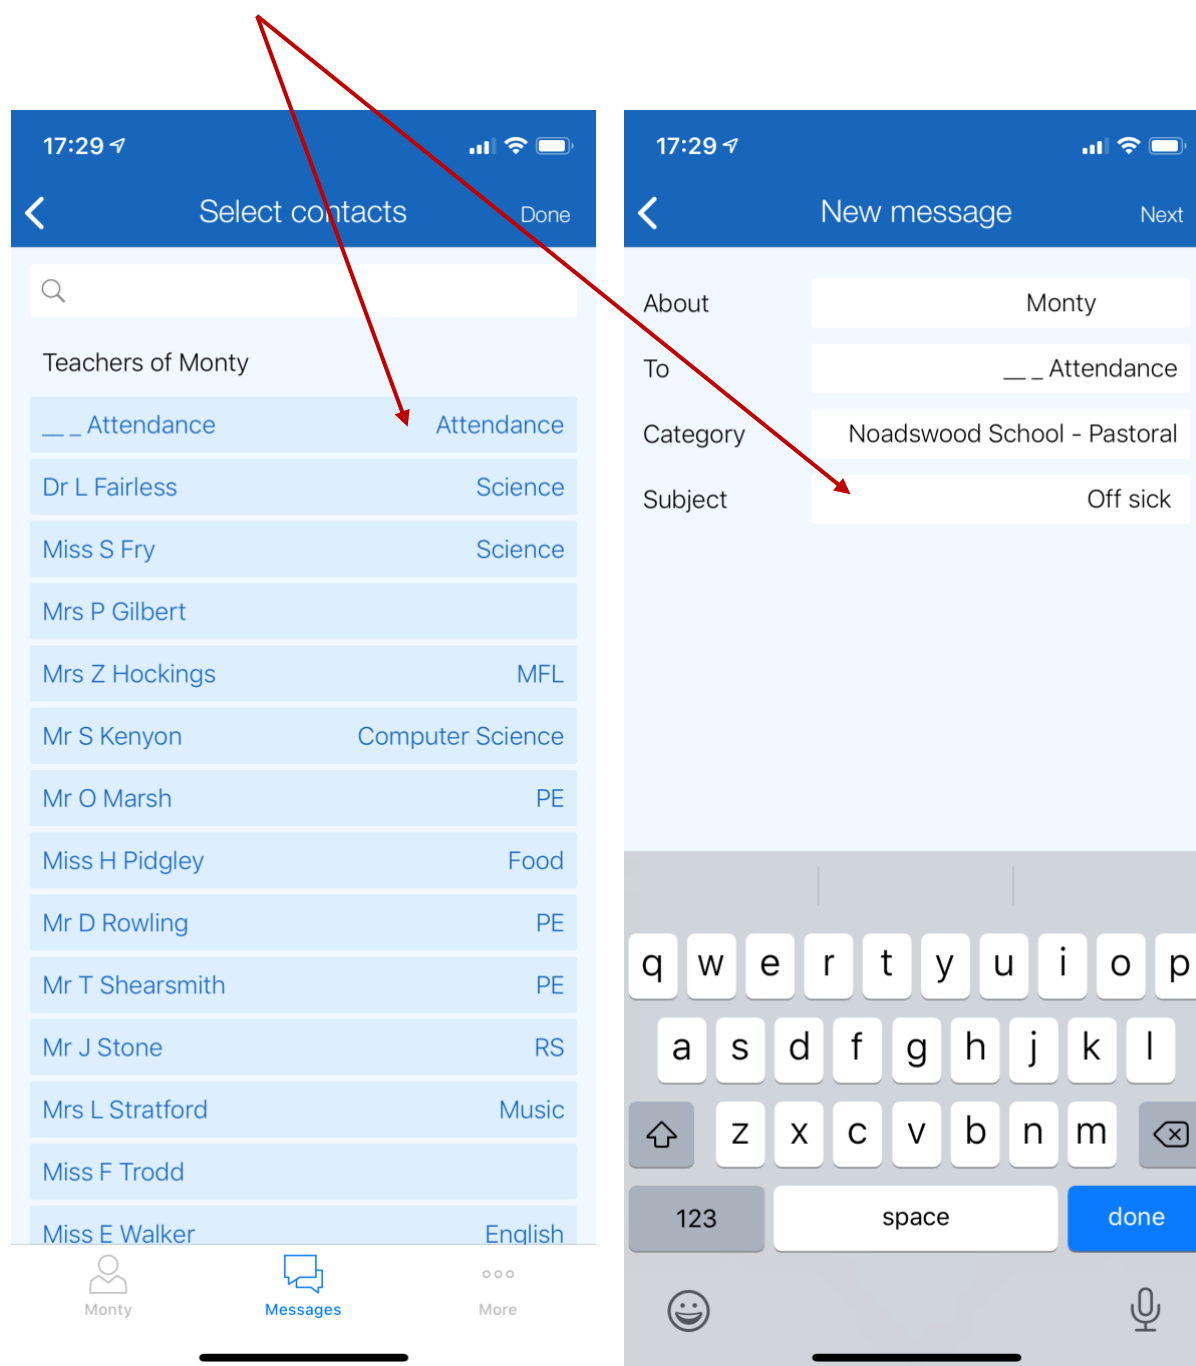 17:29
Select contacts Done
Teachers of Monty
__ _ Attendance Attendance
Dr L Fairless Science
Miss S Fry Science
Mrs P Gilbert
Mrs Z Hockings MFL
Mr S Kenyon Computer Science
Mr O Marsh PE
Miss H Pidgley Food
Mr D Rowling PE
Mr T Shearsmith PE
Mr J Stone RS
Mrs L Stratford Music
Miss F Trodd
Miss E Walker English
Monty Messages More
17:29
New message Next
About Monty
To __ _ Attendance
Category Noadswood School - Pastoral
Subject Off sick
q w e r t y u i o p
a s d f g h j k l
z x c v b n m
123 space done